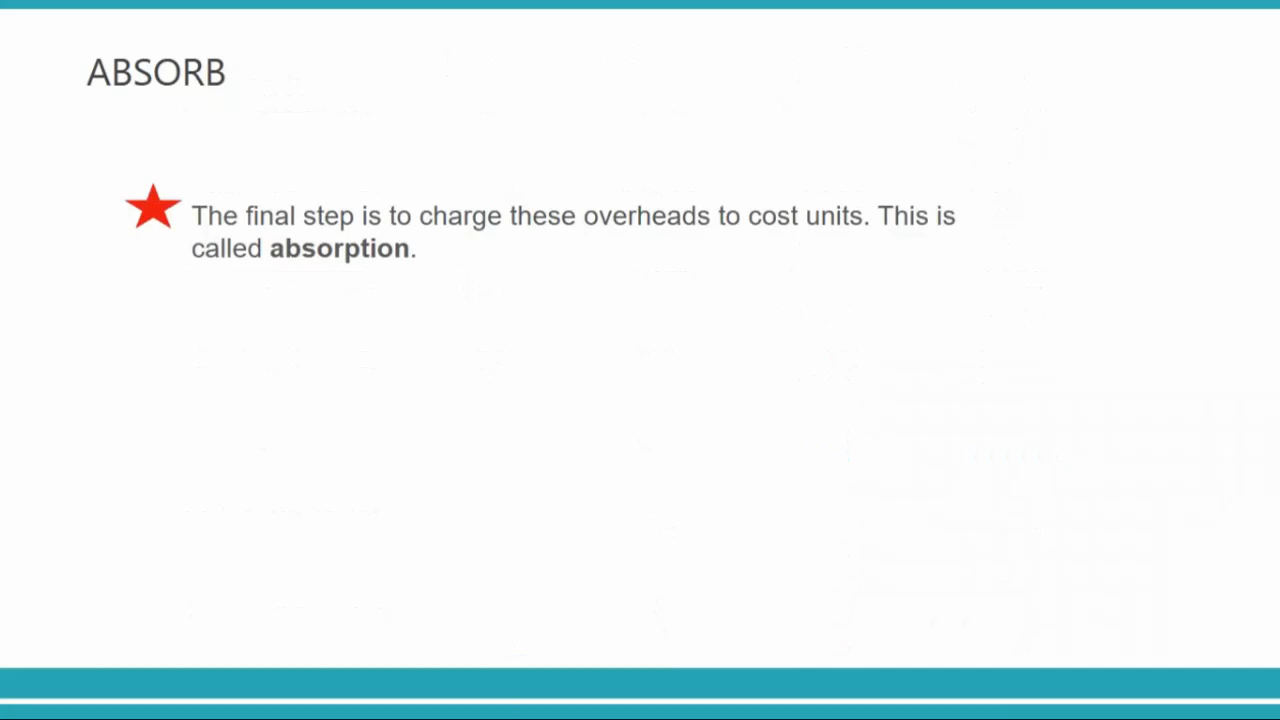 ABSORB
The final step is to charge these overheads to cost units. This is
called absorption.